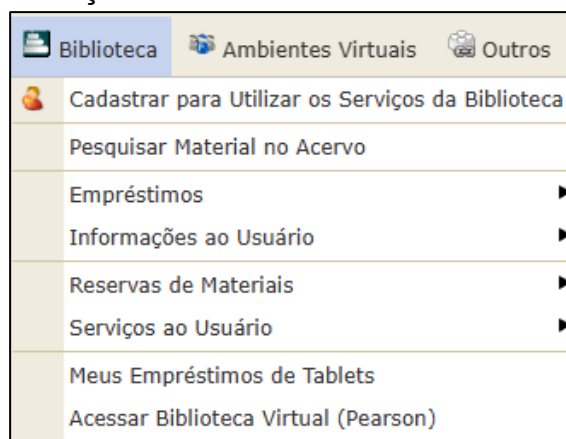 Biblioteca Ambientes Virtuais Outros
Cadastrar para Utilizar os Serviços da Biblioteca
Pesquisar Material no Acervo
Empréstimos
Informações ao Usuário
Reservas de Materiais
Serviços ao Usuário
Meus Empréstimos de Tablets
Acessar Biblioteca Virtual (Pearson)